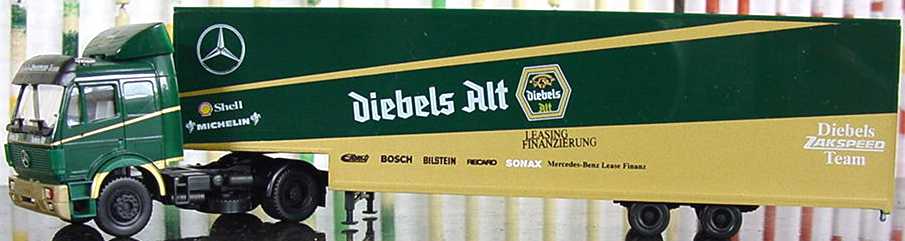 Shell
MICHELIN
Diebels Alt
Diebels
Alt
LEASING
FINANZIERUNG
BOSCH BILSTEIN RECARO SONAX Mercedes-Benz Lease Finanz
Diebels
ZAKSPEED
Team